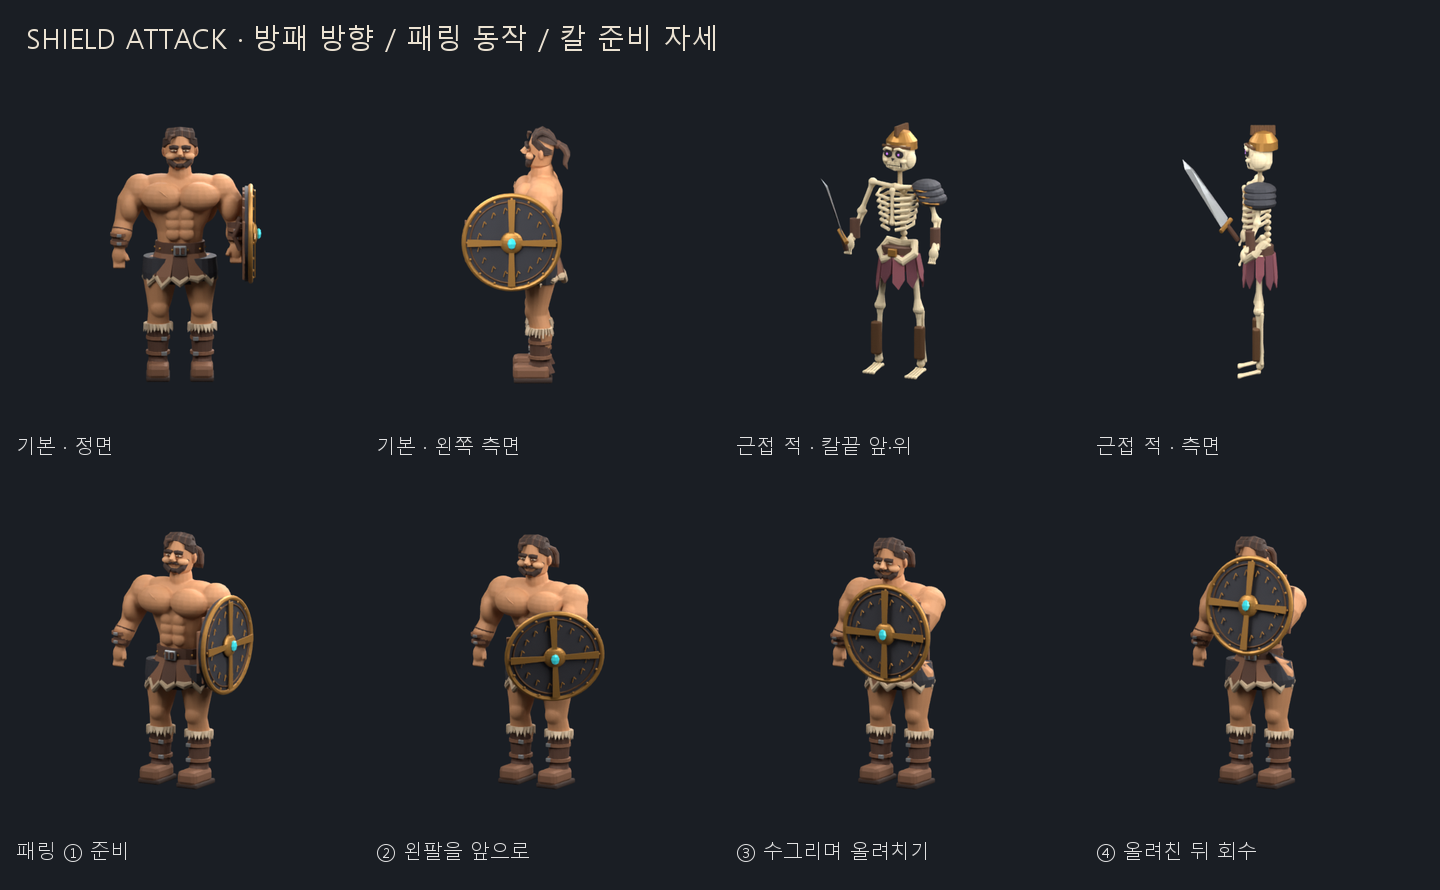 SHIELD ATTACK · 방패 방향 / 패링 동작 / 칼 준비 자세
기본 · 정면
기본 · 왼쪽 측면
근접 적 · 칼끝 앞·위
근접 적 · 측면
패링 ① 준비
② 왼팔을 앞으로
③ 수그리며 올려치기
④ 올려친 뒤 회수